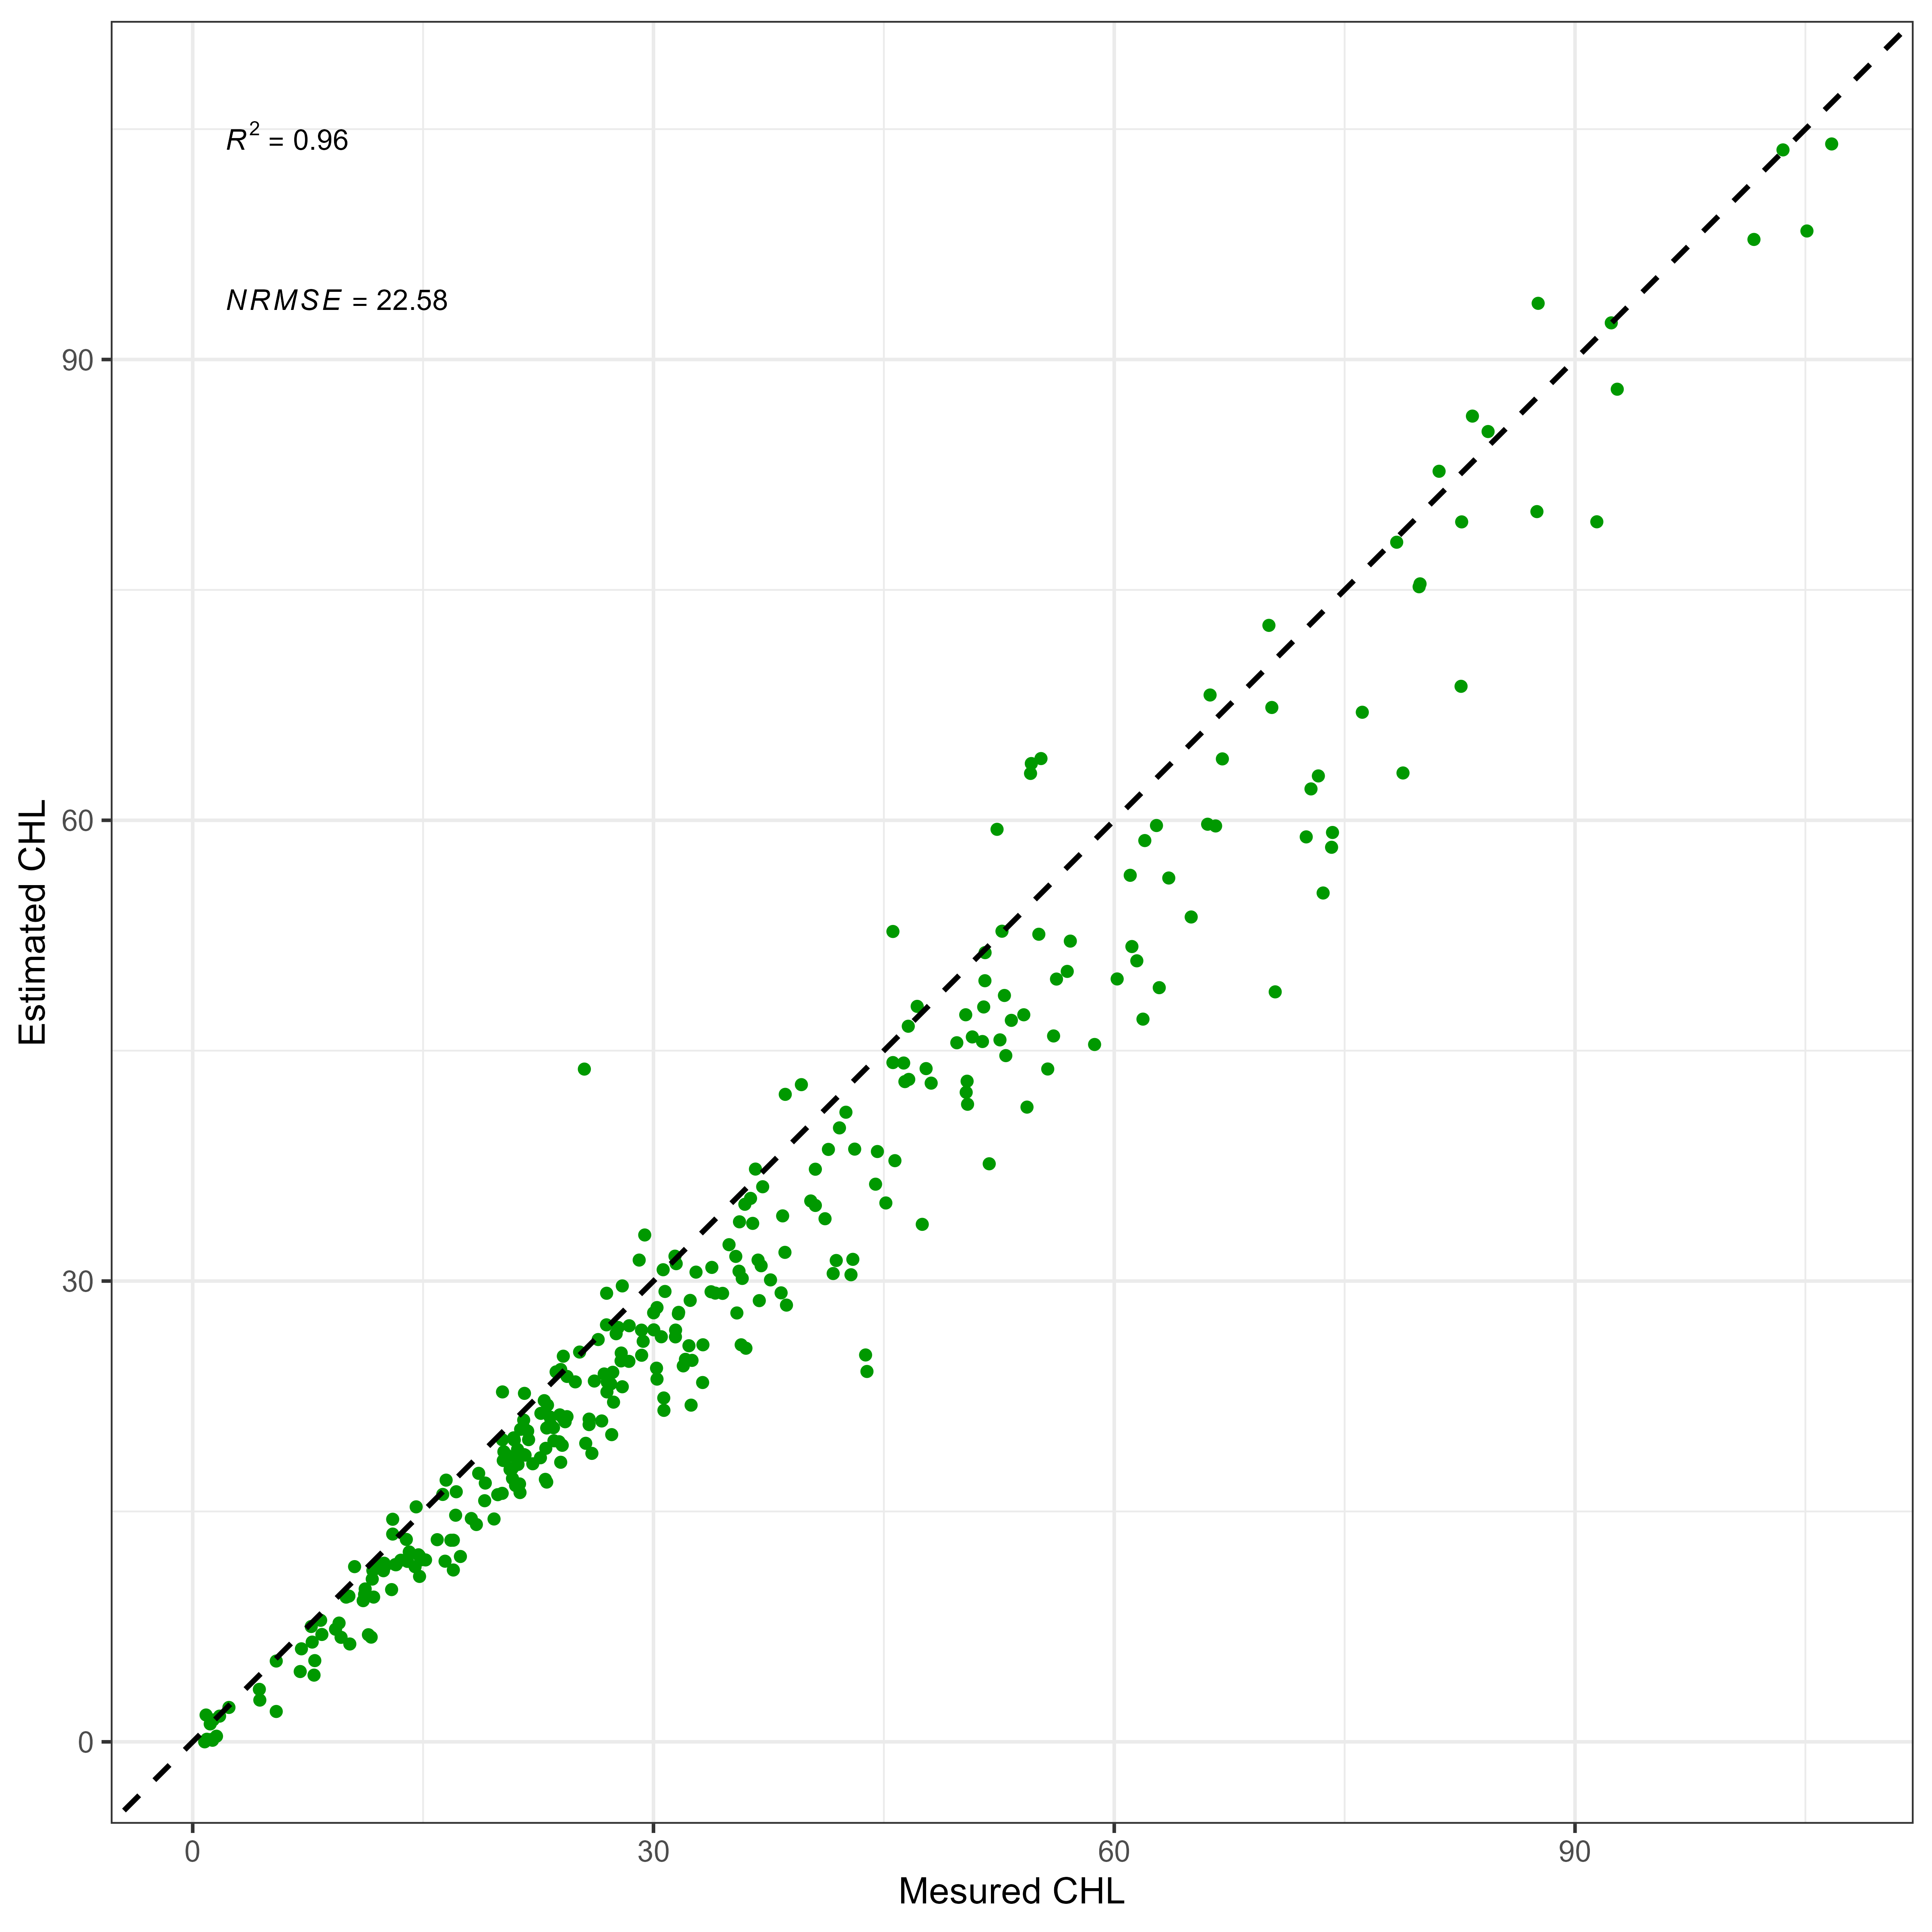 R² = 0.96
NRMSE = 22.58
90
60
30
0
Estimated CHL
0 30 60 90
Mesured CHL